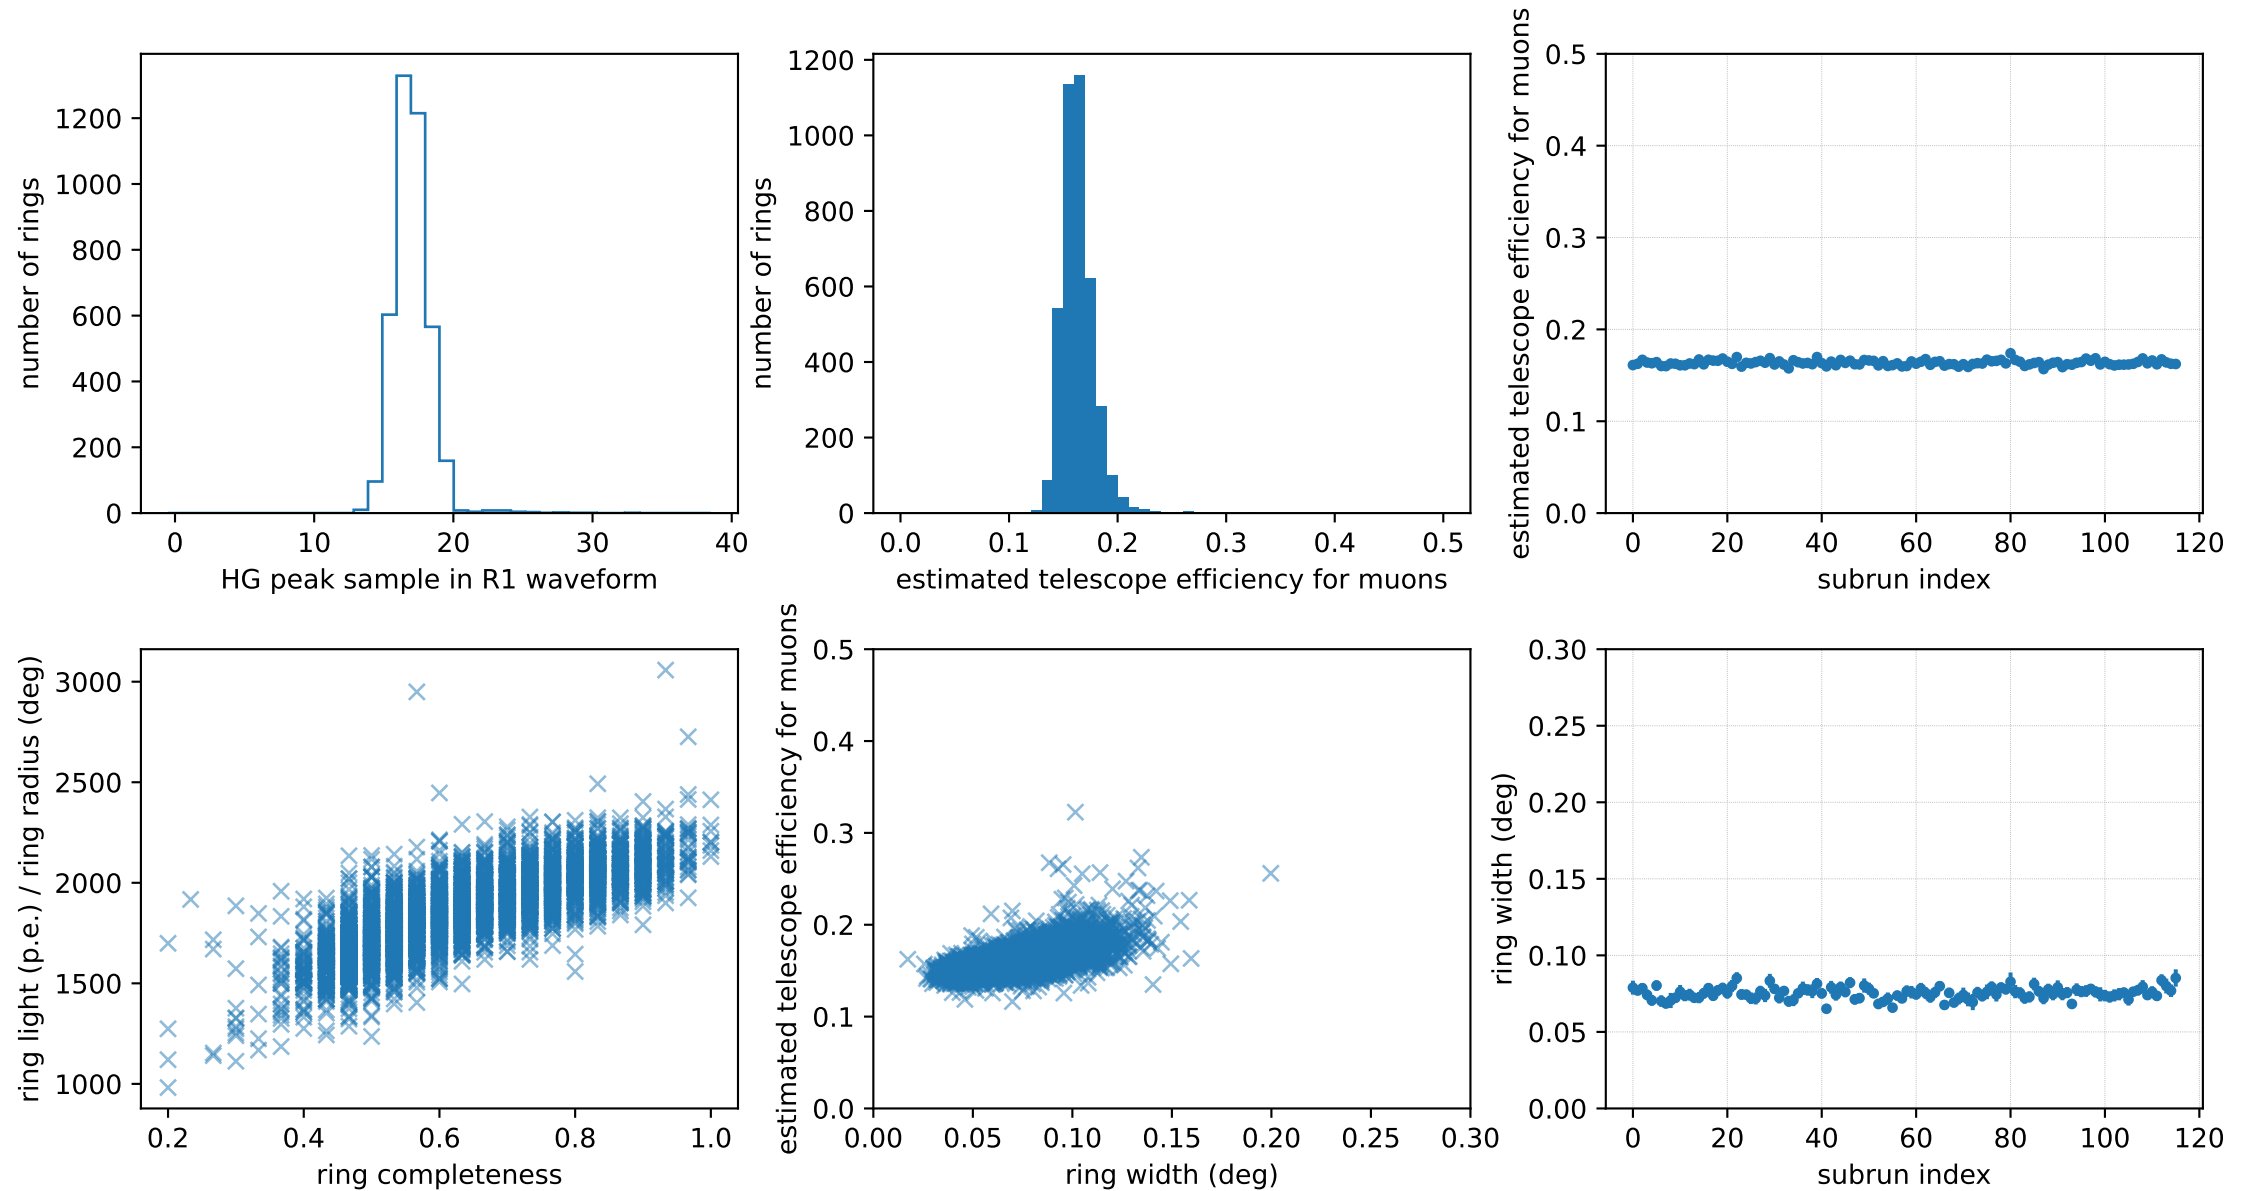 number of rings
1200
1000
800
600
400
200
0
0 10 20 30 40
HG peak sample in R1 waveform
number of rings
1200
1000
800
600
400
200
0
0.0 0.1 0.2 0.3 0.4 0.5
estimated telescope efficiency for muons
estimated telescope efficiency for muons
0.5
0.4
0.3
0.2
0.1
0.0
0 20 40 60 80 100 120
subrun index
ring light (p.e.) / ring radius (deg)
3000
2500
2000
1500
1000
0.2 0.4 0.6 0.8 1.0
ring completeness
estimated telescope efficiency for muons
0.5
0.4
0.3
0.2
0.1
0.0
0.00 0.05 0.10 0.15 0.20 0.25 0.30
ring width (deg)
ring width (deg)
0.30
0.25
0.20
0.15
0.10
0.05
0.00
0 20 40 60 80 100 120
subrun index